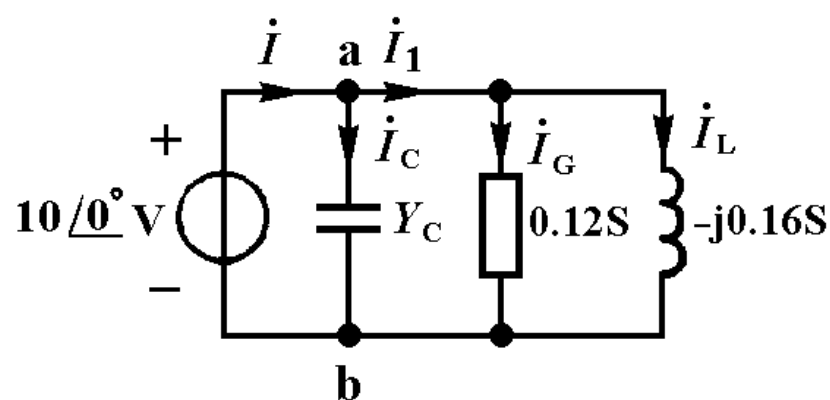 İ
a
İ1
+
İC
İG
İL
10 /0° V
YC
0.12S
-j0.16S
−
b